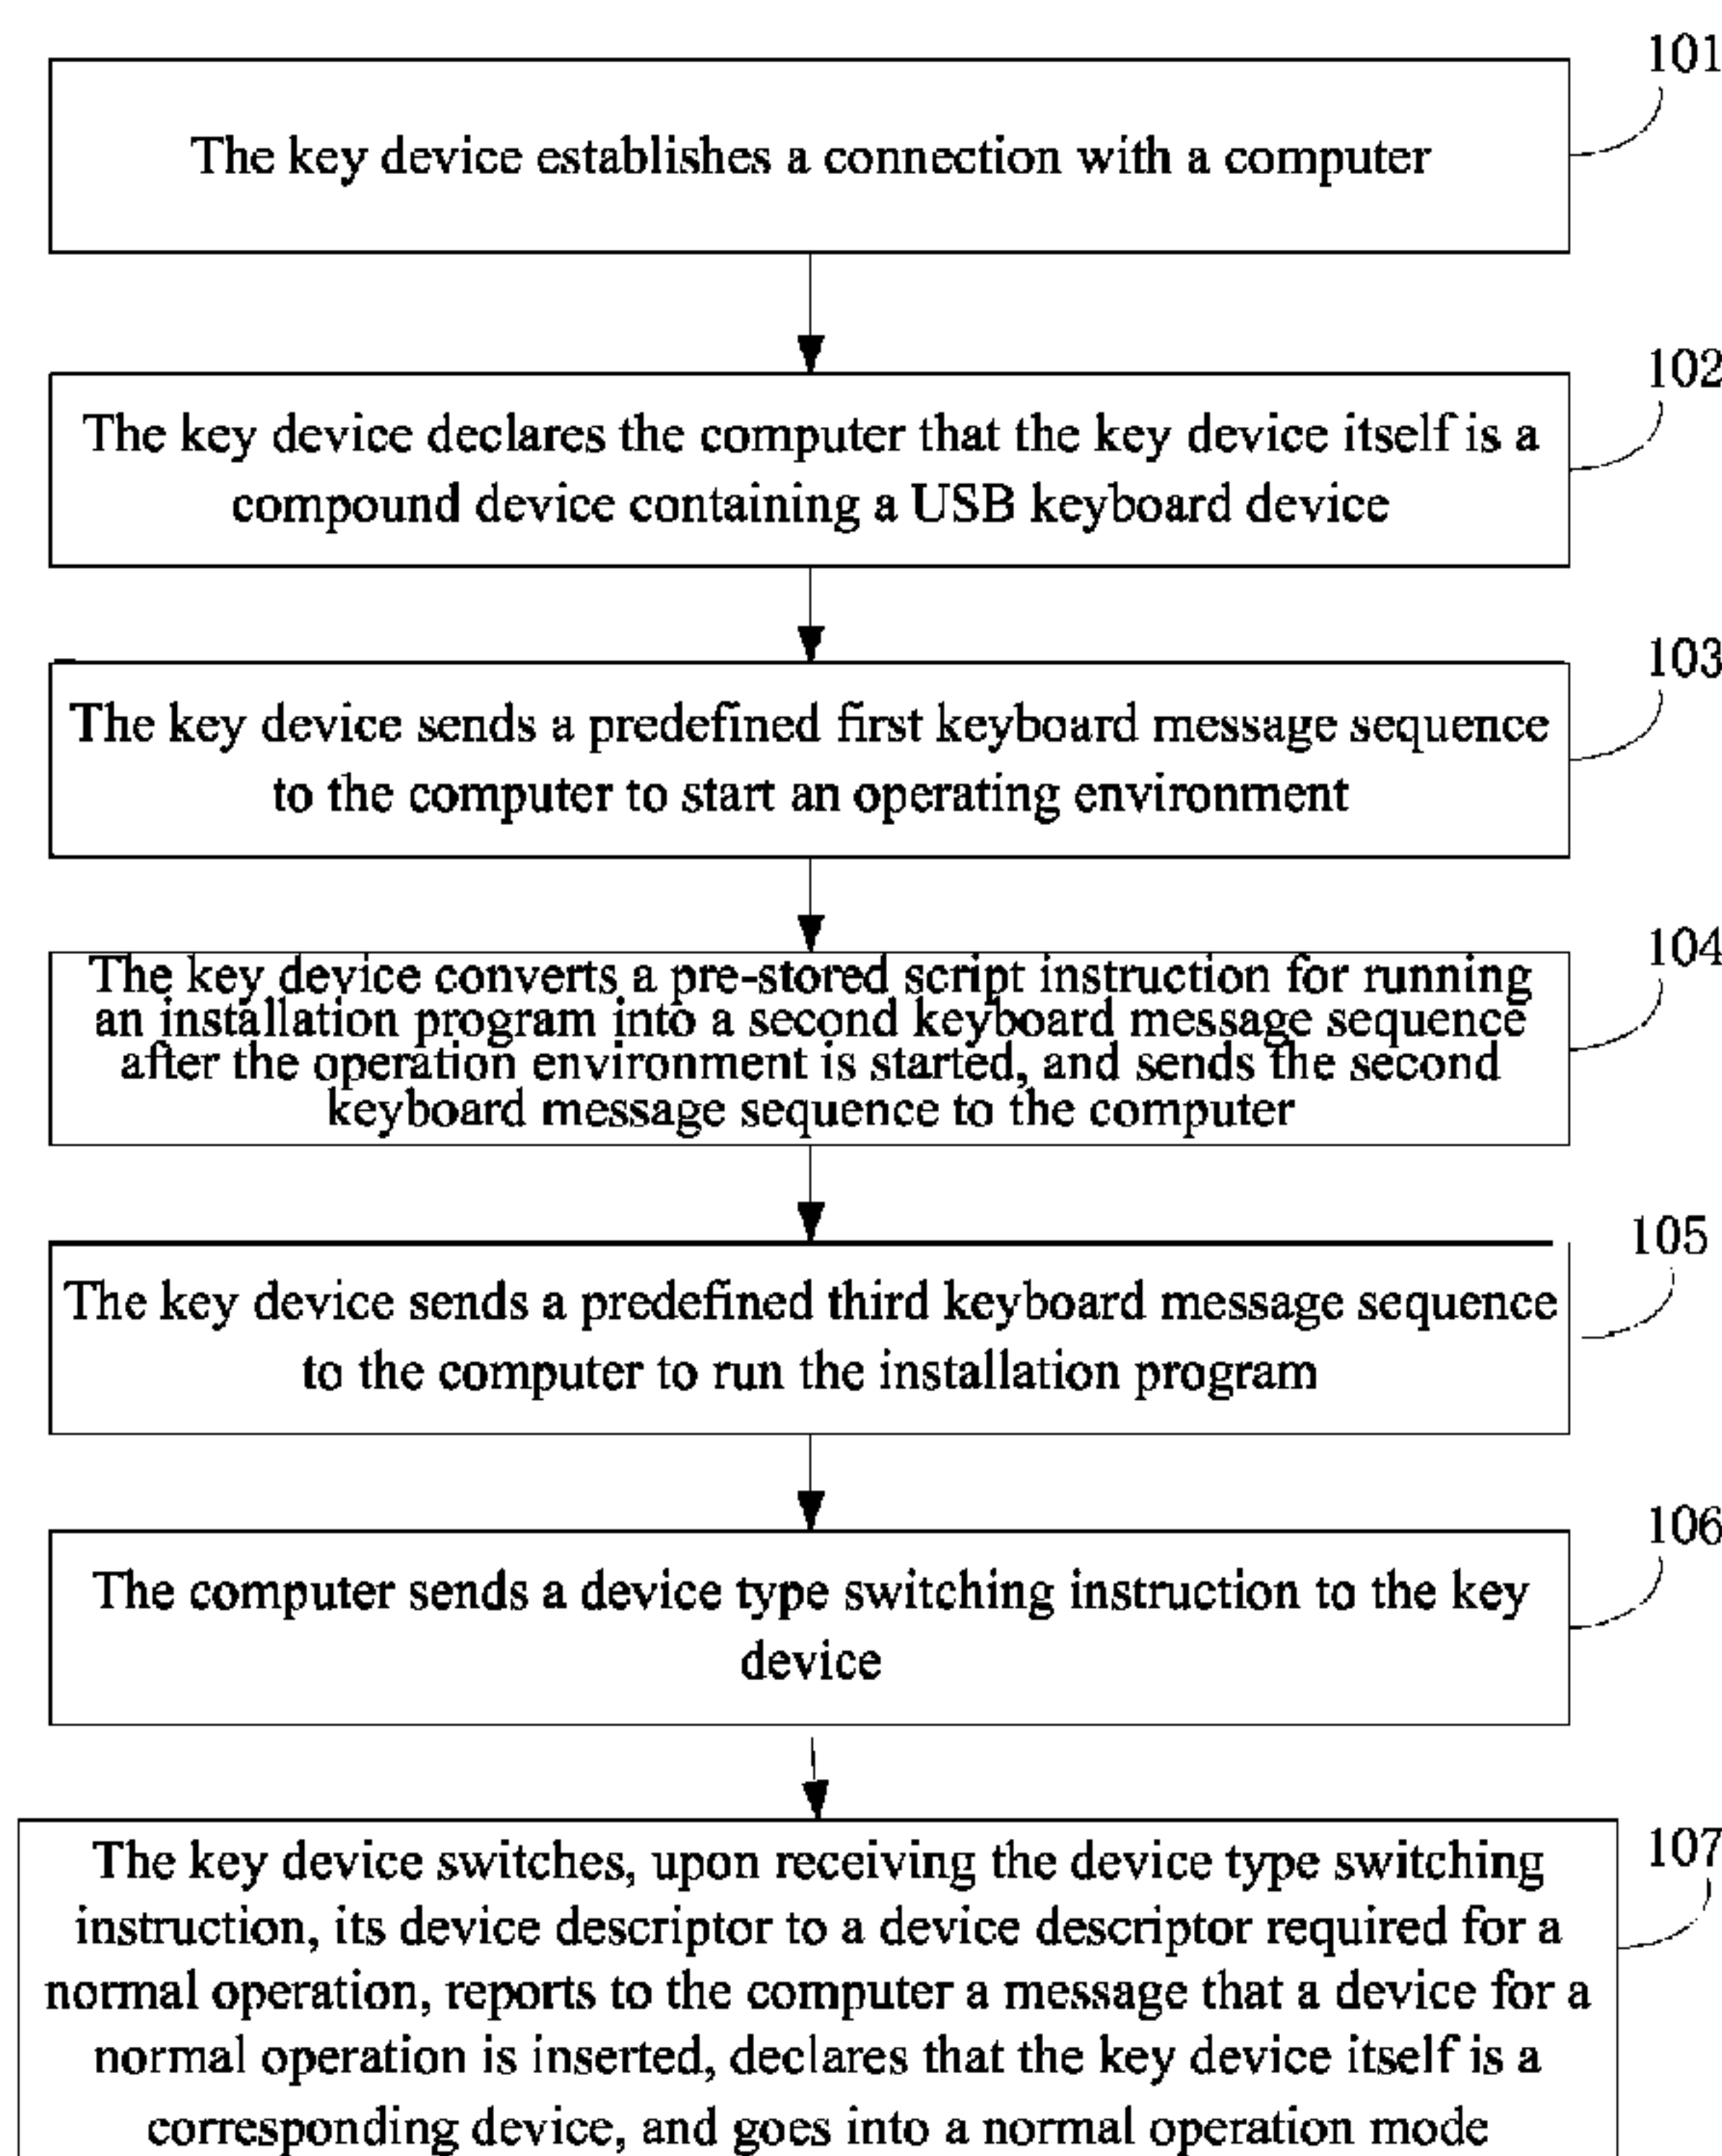 101
The key device establishes a connection with a computer
102
The key device declares the computer that the key device itself is a
compound device containing a USB keyboard device
103
The key device sends a predefined first keyboard message sequence
to the computer to start an operating environment
104
The key device converts a pre-stored script instruction for running
an installation program into a second keyboard message sequence
after the operation environment is started, and sends the second
keyboard message sequence to the computer
105
The key device sends a predefined third keyboard message sequence
to the computer to run the installation program
106
The computer sends a device type switching instruction to the key
device
107
The key device switches, upon receiving the device type switching
instruction, its device descriptor to a device descriptor required for a
normal operation, reports to the computer a message that a device for a
normal operation is inserted, declares that the key device itself is a
corresponding device, and goes into a normal operation mode